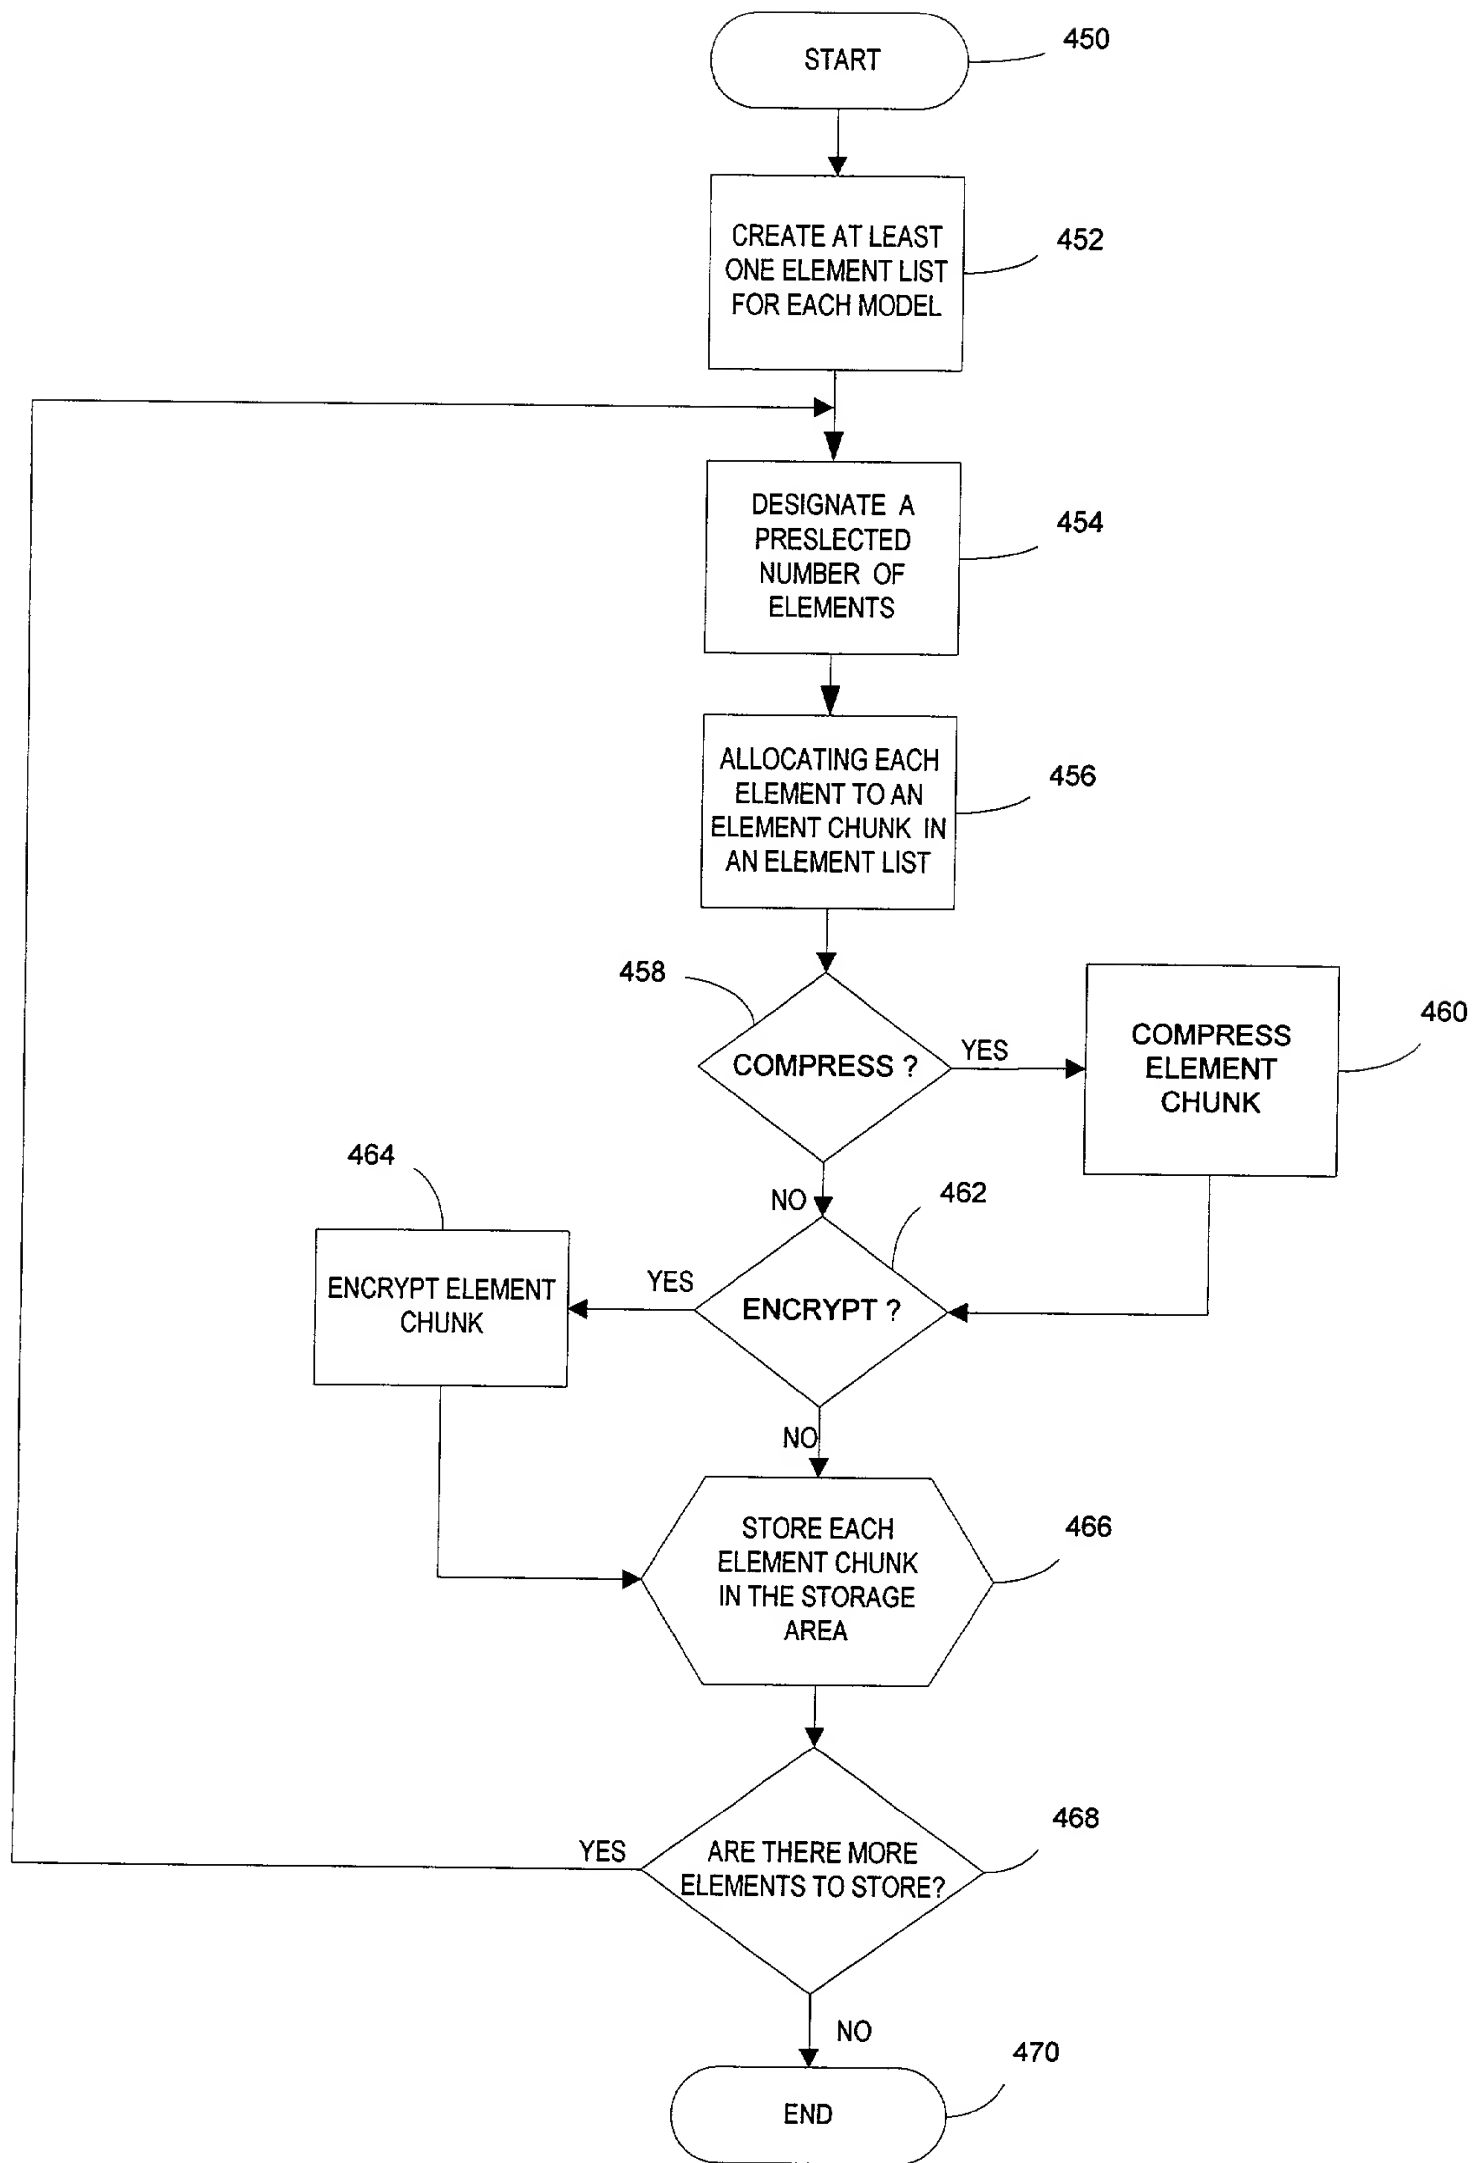 START
450
CREATE AT LEAST
ONE ELEMENT LIST
FOR EACH MODEL
452
DESIGNATE A
PRESLECTED
NUMBER OF
ELEMENTS
454
ALLOCATING EACH
ELEMENT TO AN
ELEMENT CHUNK IN
AN ELEMENT LIST
456
458
COMPRESS ?
YES
COMPRESS
ELEMENT
CHUNK
460
NO
462
464
ENCRYPT ELEMENT
CHUNK
YES
ENCRYPT ?
NO
STORE EACH
ELEMENT CHUNK
IN THE STORAGE
AREA
466
YES
ARE THERE MORE
ELEMENTS TO STORE?
468
NO
END
470